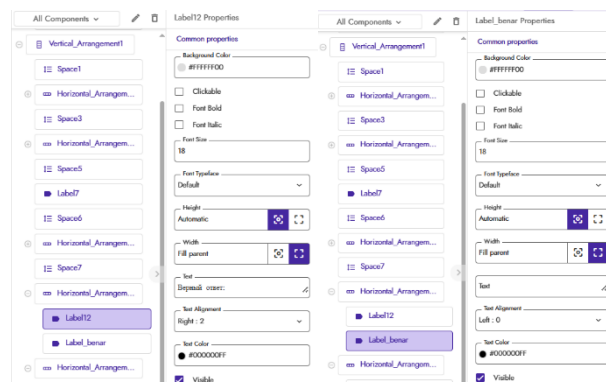 All Components
Vertical_Arrangement1
Space1
Horizontal_Arrangem...
Space3
Horizontal_Arrangem...
Space5
Label7
Space6
Horizontal_Arrangem...
Space7
Horizontal_Arrangem...
Label12
Label_benar
Horizontal_Arrangem...
Label12 Properties
Common properties
Background Color
#FFFFFF00
Clickable
Font Bold
Font Italic
Font Size
18
Font Typeface
Default
Height
Automatic
Width
Fill parent
Text
Верный ответ:
Text Alignment
Right : 2
Text Color
#000000FF
Visible
All Components
Vertical_Arrangement1
Space1
Horizontal_Arrangem...
Space3
Horizontal_Arrangem...
Space5
Label7
Space6
Horizontal_Arrangem...
Space7
Horizontal_Arrangem...
Label12
Label_benar
Horizontal_Arrangem...
Label_benar Properties
Common properties
Background Color
#FFFFFF00
Clickable
Font Bold
Font Italic
Font Size
18
Font Typeface
Default
Height
Automatic
Width
Fill parent
Text
Text Alignment
Left : 0
Text Color
#000000FF
Visible